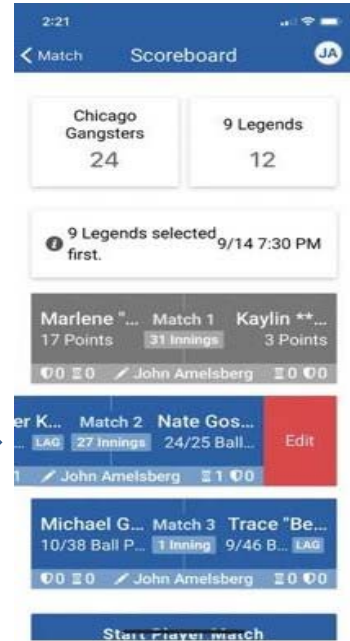 2:21
Match Scoreboard JA
Chicago
Gangsters
24
9 Legends
12
9 Legends selected
first.
9/14 7:30 PM
Marlene "... Match 1 Kaylin **...
17 Points 31 Innings 3 Points
0 0 John Amelsberg 0 0
er K... Match 2 Nate Gos...
... LAG 27 Innings 24/25 Ball...
1 John Amelsberg 1 0
Edit
Michael G... Match 3 Trace "Be...
10/38 Ball P... 1 Inning 9/46 B... LAG
0 0 John Amelsberg 0 0
Start Player Match